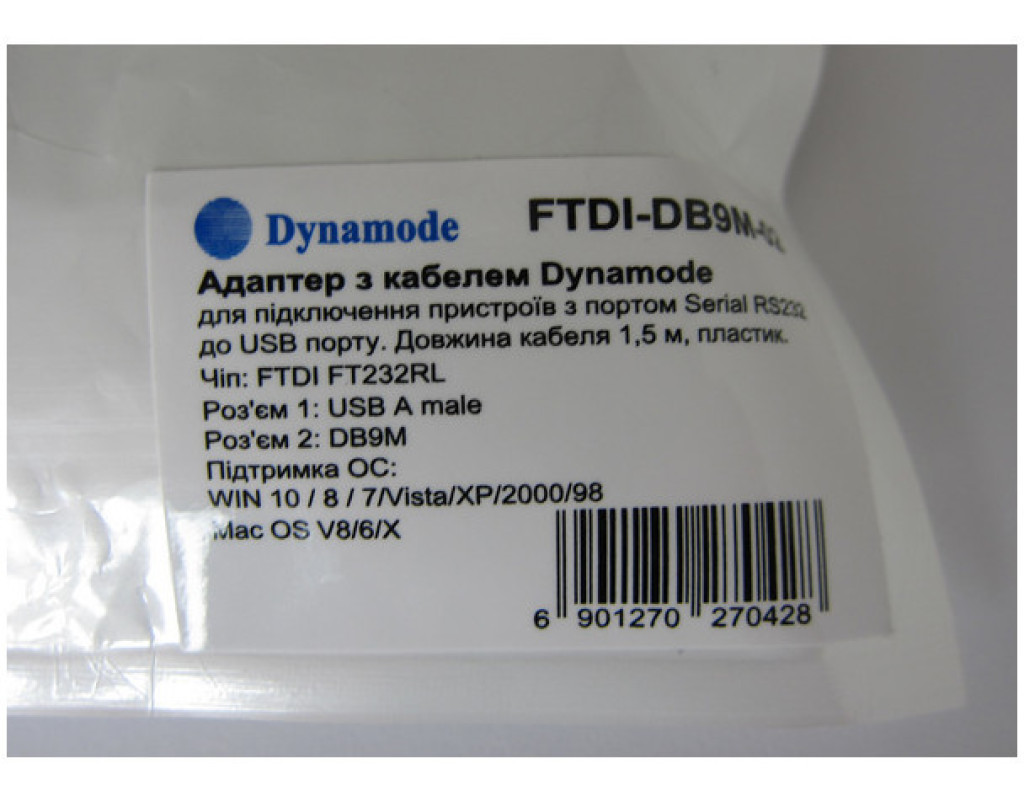 Dynamode
FTDI-DB9M-02
Адаптер з кабелем Dynamode
для підключення пристроїв з портом Serial RS232
до USB порту. Довжина кабеля 1,5 м, пластик.
Чіп: FTDI FT232RL
Роз'єм 1: USB A male
Роз'єм 2: DB9M
Підтримка ОС:
WIN 10 / 8 / 7/Vista/XP/2000/98
Mac OS V8/6/X
6 901270 270428